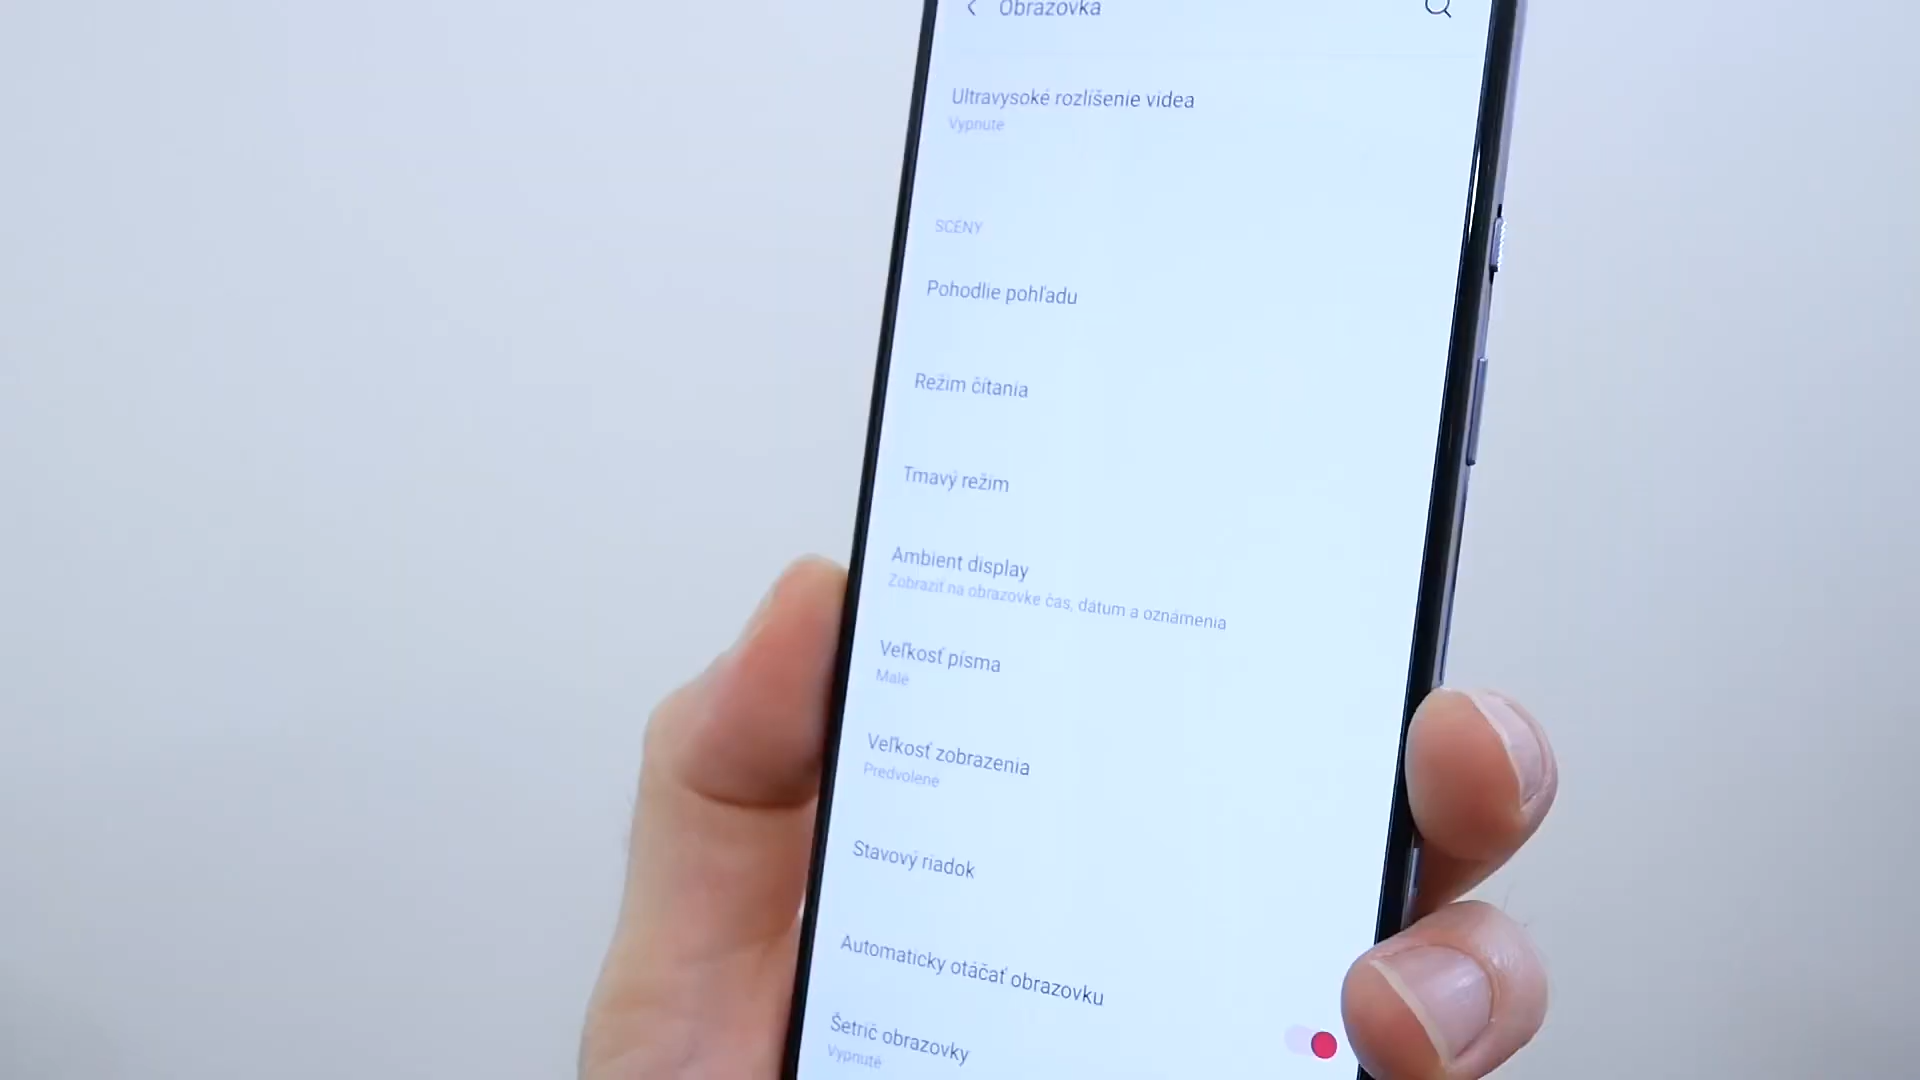 Obrazovka
Ultravysoké rozlíšenie videa
Vypnuté
SCÉNY
Pohodlie pohľadu
Režim čítania
Tmavý režim
Ambient display
Zobraziť na obrazovke čas, dátum a oznámenia
Veľkosť písma
Malé
Veľkosť zobrazenia
Predvolené
Stavový riadok
Automaticky otáčať obrazovku
Šetrič obrazovky
Vypnuté